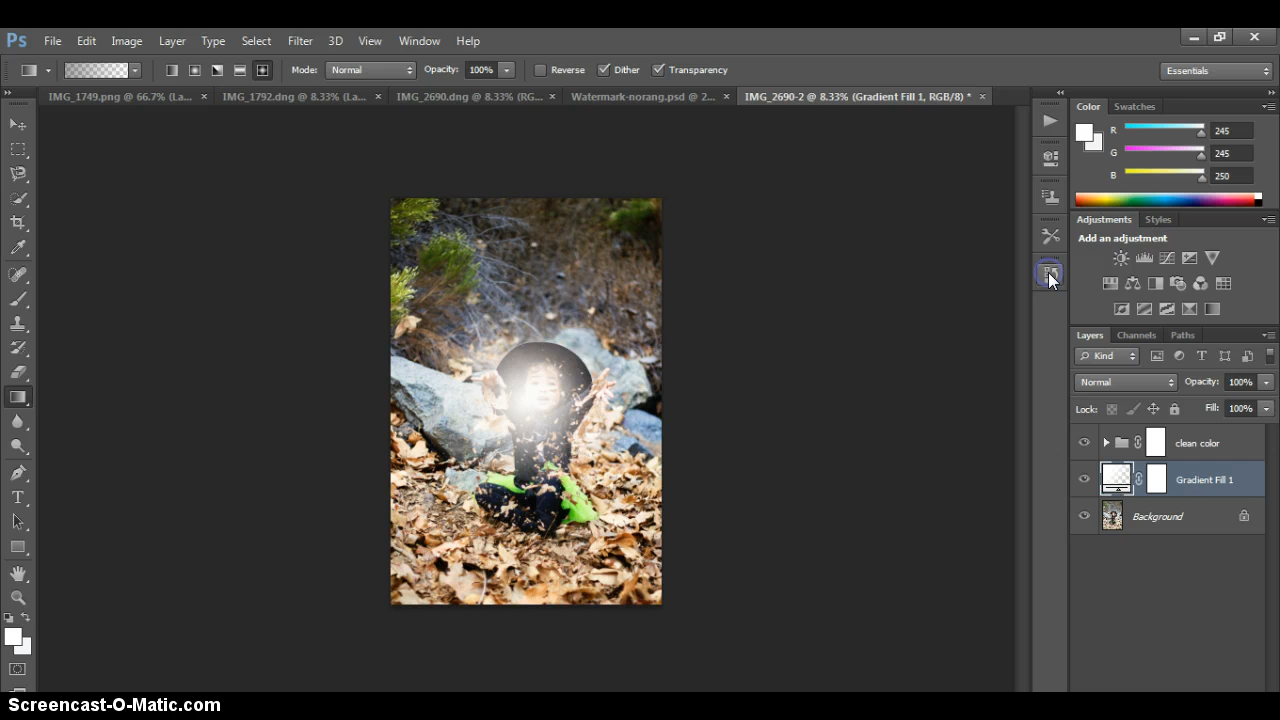 Ps File Edit Image Layer Type Select Filter 3D View Window Help
Mode: Normal Opacity: 100% Reverse Dither Transparency Essentials
IMG_1749.png @ 66.7% (La... × IMG_1792.dng @ 8.33% (La... × IMG_2690.dng @ 8.33% (RG... × Watermark-norang.psd @ 2... × IMG_2690-2 @ 8.33% (Gradient Fill 1, RGB/8) * ×
Color Swatches
R 245
G 245
B 250
Adjustments Styles
Add an adjustment
Layers Channels Paths
Kind
Normal Opacity: 100%
Lock: Fill: 100%
clean color
Gradient Fill 1
Background
Screencast-O-Matic.com